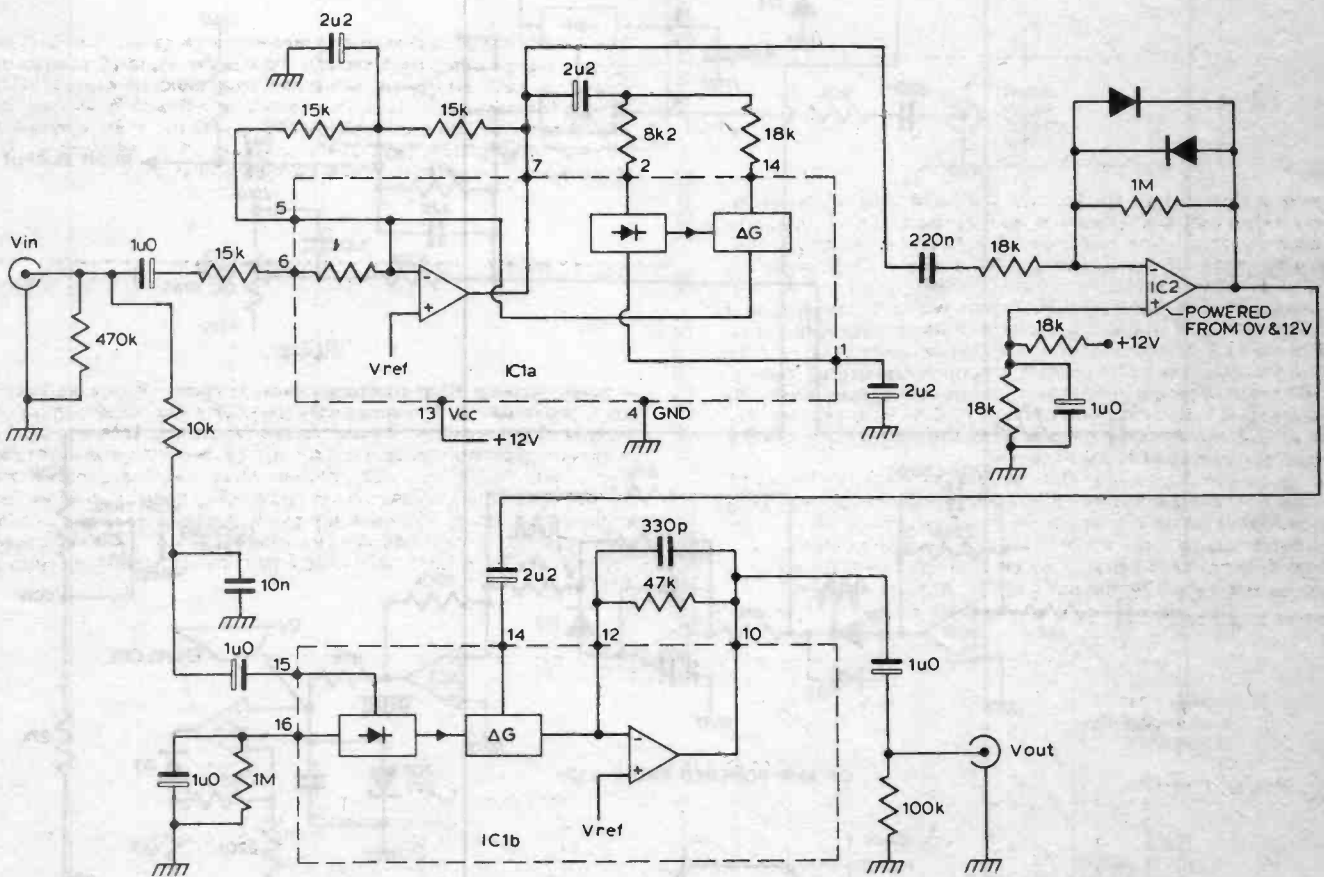 2u2
2u2
15k
15k
8k2
18k
7
2
14
5
ΔG
1M
Vin
1u0
15k
6
220n
18k
IC2
POWERED
FROM 0V & 12V
470k
Vref
IC1a
18k
+12V
1
13
Vcc
4
GND
2u2
18k
1u0
10k
+12V
330p
10n
2u2
47k
1u0
15
14
12
10
1u0
16
ΔG
1u0
1M
Vout
Vref
100k
IC1b